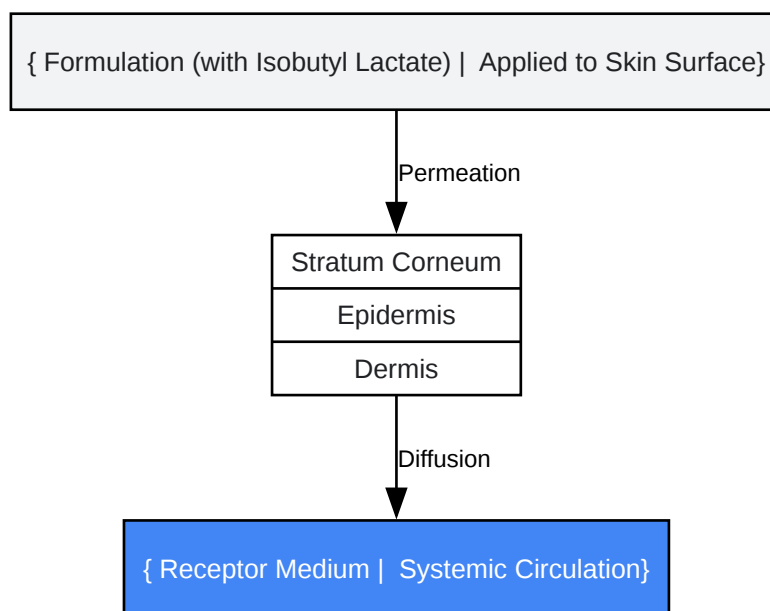 { Formulation (with Isobutyl Lactate) |  Applied to Skin Surface}
Permeation
Stratum Corneum
Epidermis
Dermis
Diffusion
{ Receptor Medium |  Systemic Circulation}